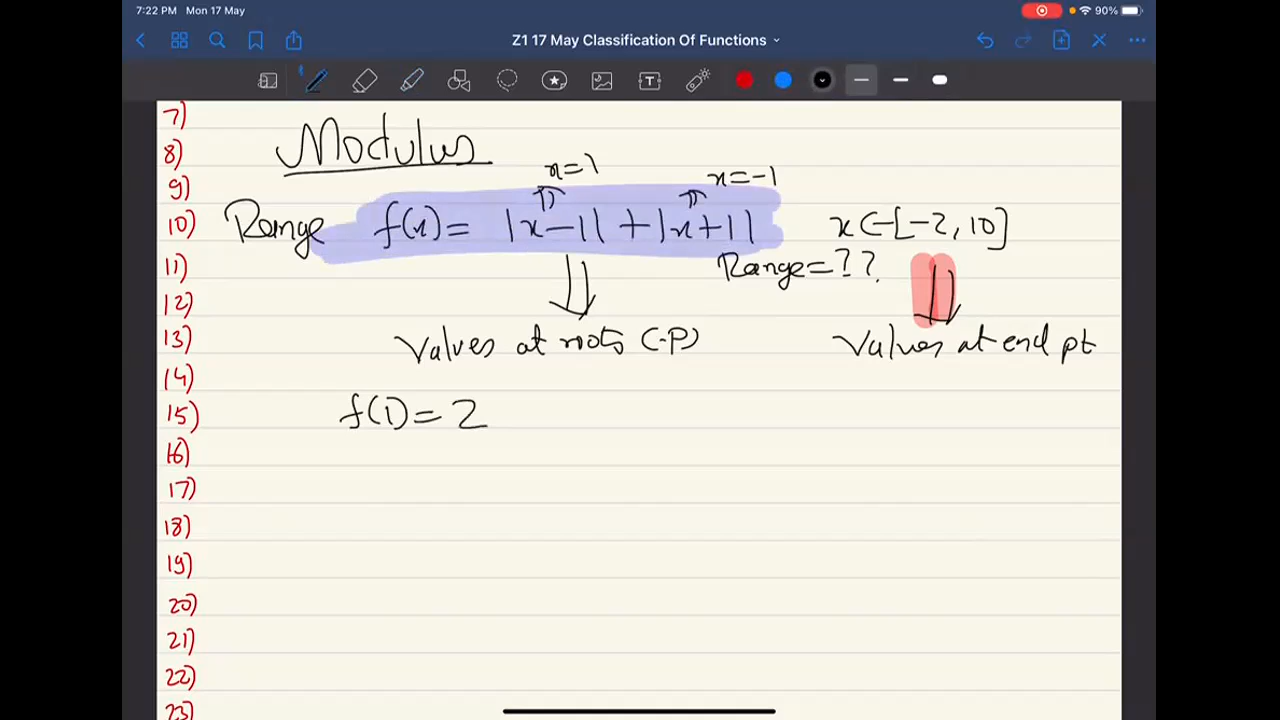 7:22 PM Mon 17 May
90%
Z1 17 May Classification Of Functions
7)
8) Modulus
9) x=1 x=-1
10) Range f(x)= |x-1| + |x+1| x ∈ [-2, 10]
11) Range=??
12)
13) Values at roots (C.P) Values at end pt
14)
15) f(1)=2
16)
17)
18)
19)
20)
21)
22)
23)